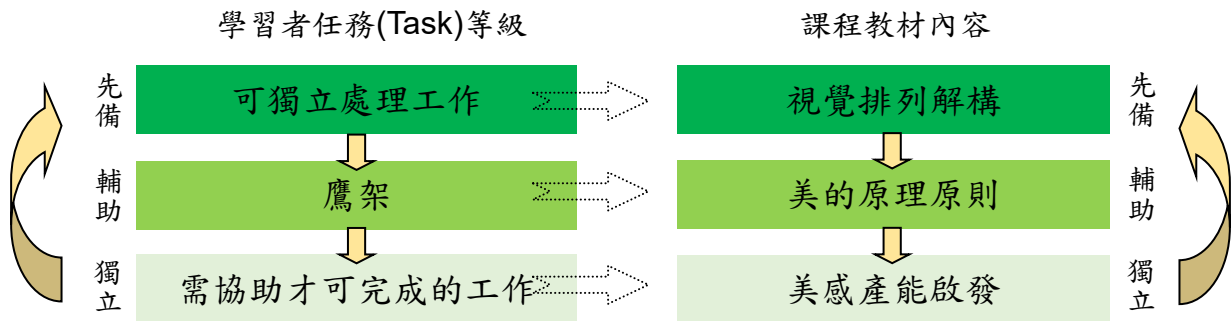 學習者任務(Task)等級
課程教材內容
先備
可獨立處理工作
視覺排列解構
先備
輔助
鷹架
美的原理原則
輔助
獨立
需協助才可完成的工作
美感產能啟發
獨立